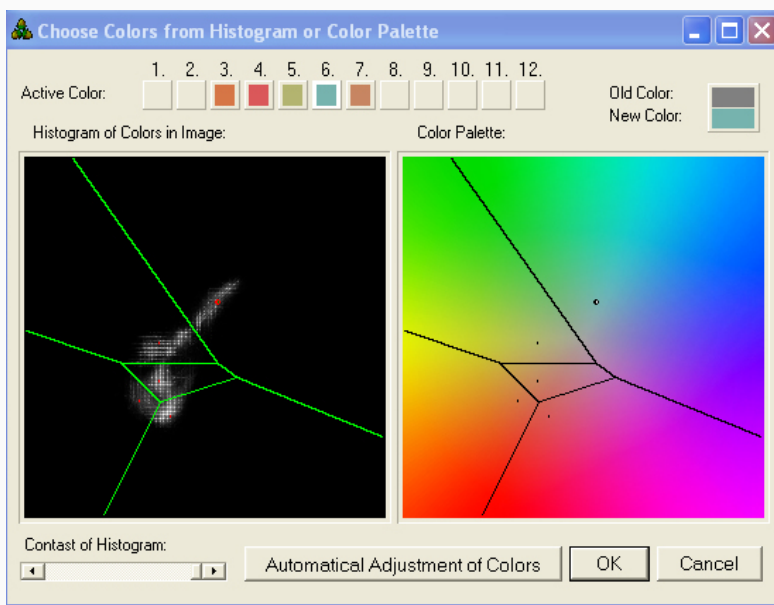 Choose Colors from Histogram or Color Palette
1. 2. 3. 4. 5. 6. 7. 8. 9. 10. 11. 12.
Active Color:
Old Color:
New Color:
Histogram of Colors in Image:
Color Palette:
Contast of Histogram:
Automatical Adjustment of Colors
OK
Cancel